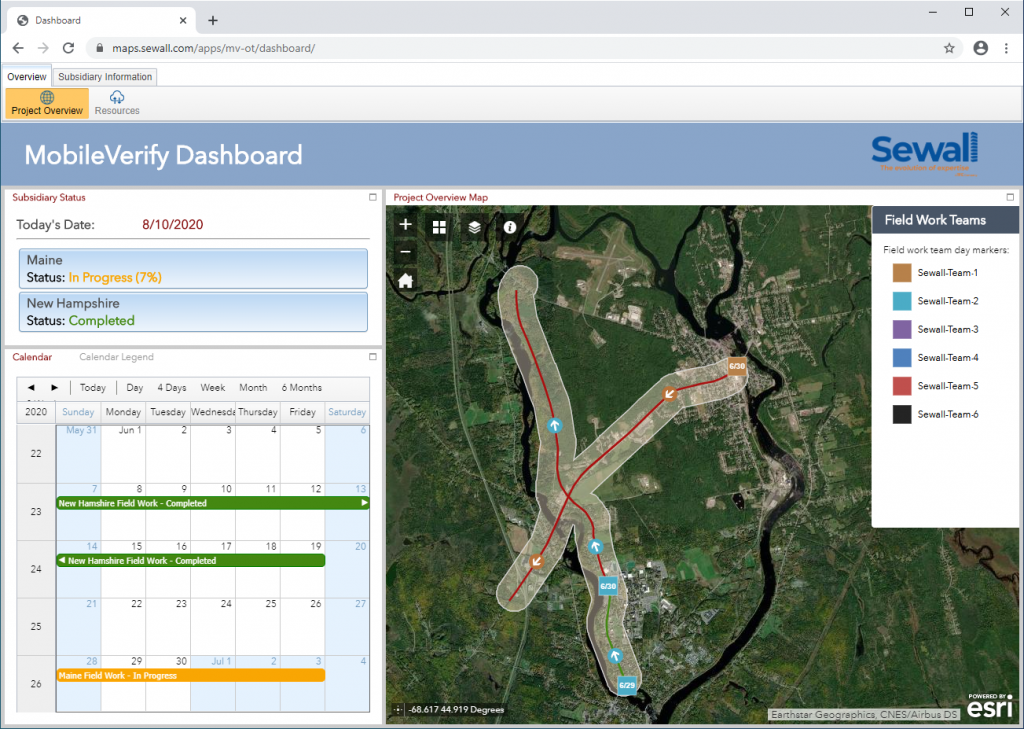 Dashboard
maps.sewall.com/apps/mv-ot/dashboard/
Overview Subsidiary Information
Project Overview Resources
MobileVerify Dashboard
Sewall
Subsidiary Status
Today's Date: 8/10/2020
Maine
Status: In Progress (7%)
New Hampshire
Status: Completed
Calendar Calendar Legend
Today Day 4 Days Week Month 6 Months
2020 Sunday Monday Tuesday Wednesda Thursday Friday Saturday
May 31 Jun 1 2 3 4 5 6
22
7 8 9 10 11 12 13
New Hamshire Field Work - Completed
23
14 15 16 17 18 19 20
New Hamshire Field Work - Completed
24
21 22 23 24 25 26 27
25
28 29 30 Jul 1 2 3 4
Maine Field Work - In Progress
26
Project Overview Map
6/30
6/30
6/29
-68.617 44.919 Degrees
Earthstar Geographics, CNES/Airbus DS
POWERED BY
esri
Field Work Teams
Field work team day markers:
Sewall-Team-1
Sewall-Team-2
Sewall-Team-3
Sewall-Team-4
Sewall-Team-5
Sewall-Team-6